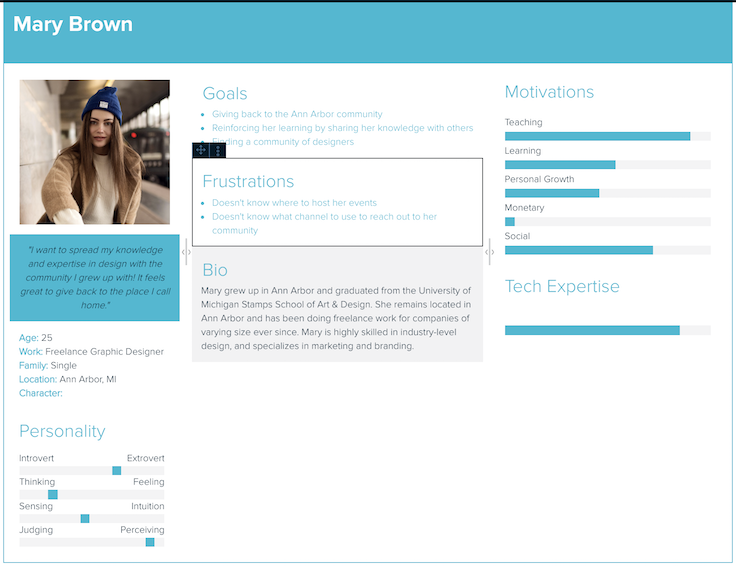 Mary Brown
"I want to spread my knowledge
and expertise in design with the
community I grew up with! It feels
great to give back to the place I call
home."
Age: 25
Work: Freelance Graphic Designer
Family: Single
Location: Ann Arbor, MI
Character:
Personality
Introvert Extrovert
Thinking Feeling
Sensing Intuition
Judging Perceiving
Goals
• Giving back to the Ann Arbor community
• Reinforcing her learning by sharing her knowledge with others
• Finding a community of designers
Frustrations
• Doesn't know where to host her events
• Doesn't know what channel to use to reach out to her
community
Bio
Mary grew up in Ann Arbor and graduated from the University of
Michigan Stamps School of Art & Design. She remains located in
Ann Arbor and has been doing freelance work for companies of
varying size ever since. Mary is highly skilled in industry-level
design, and specializes in marketing and branding.
Motivations
Teaching
Learning
Personal Growth
Monetary
Social
Tech Expertise